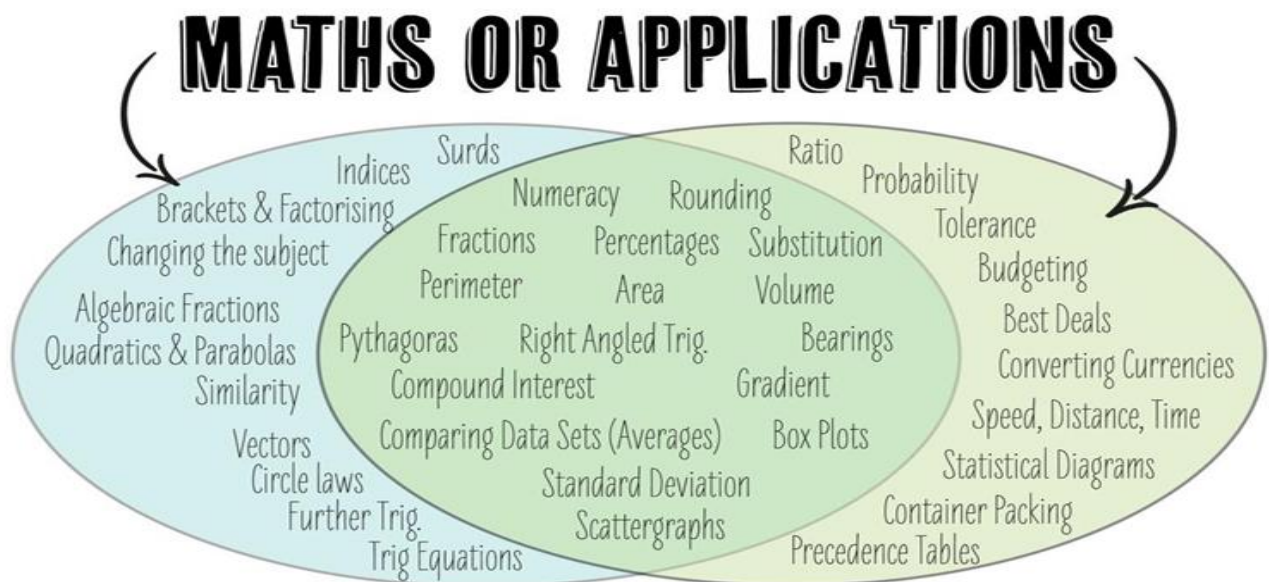 MATHS OR APPLICATIONS
Surds
Indices
Brackets & Factorising
Changing the subject
Algebraic Fractions
Quadratics & Parabolas
Similarity
Vectors
Circle laws
Further Trig.
Trig Equations
Numeracy
Rounding
Fractions
Percentages
Substitution
Perimeter
Area
Volume
Pythagoras
Right Angled Trig.
Bearings
Compound Interest
Gradient
Comparing Data Sets (Averages)
Box Plots
Standard Deviation
Scattergraphs
Ratio
Probability
Tolerance
Budgeting
Best Deals
Converting Currencies
Speed, Distance, Time
Statistical Diagrams
Container Packing
Precedence Tables